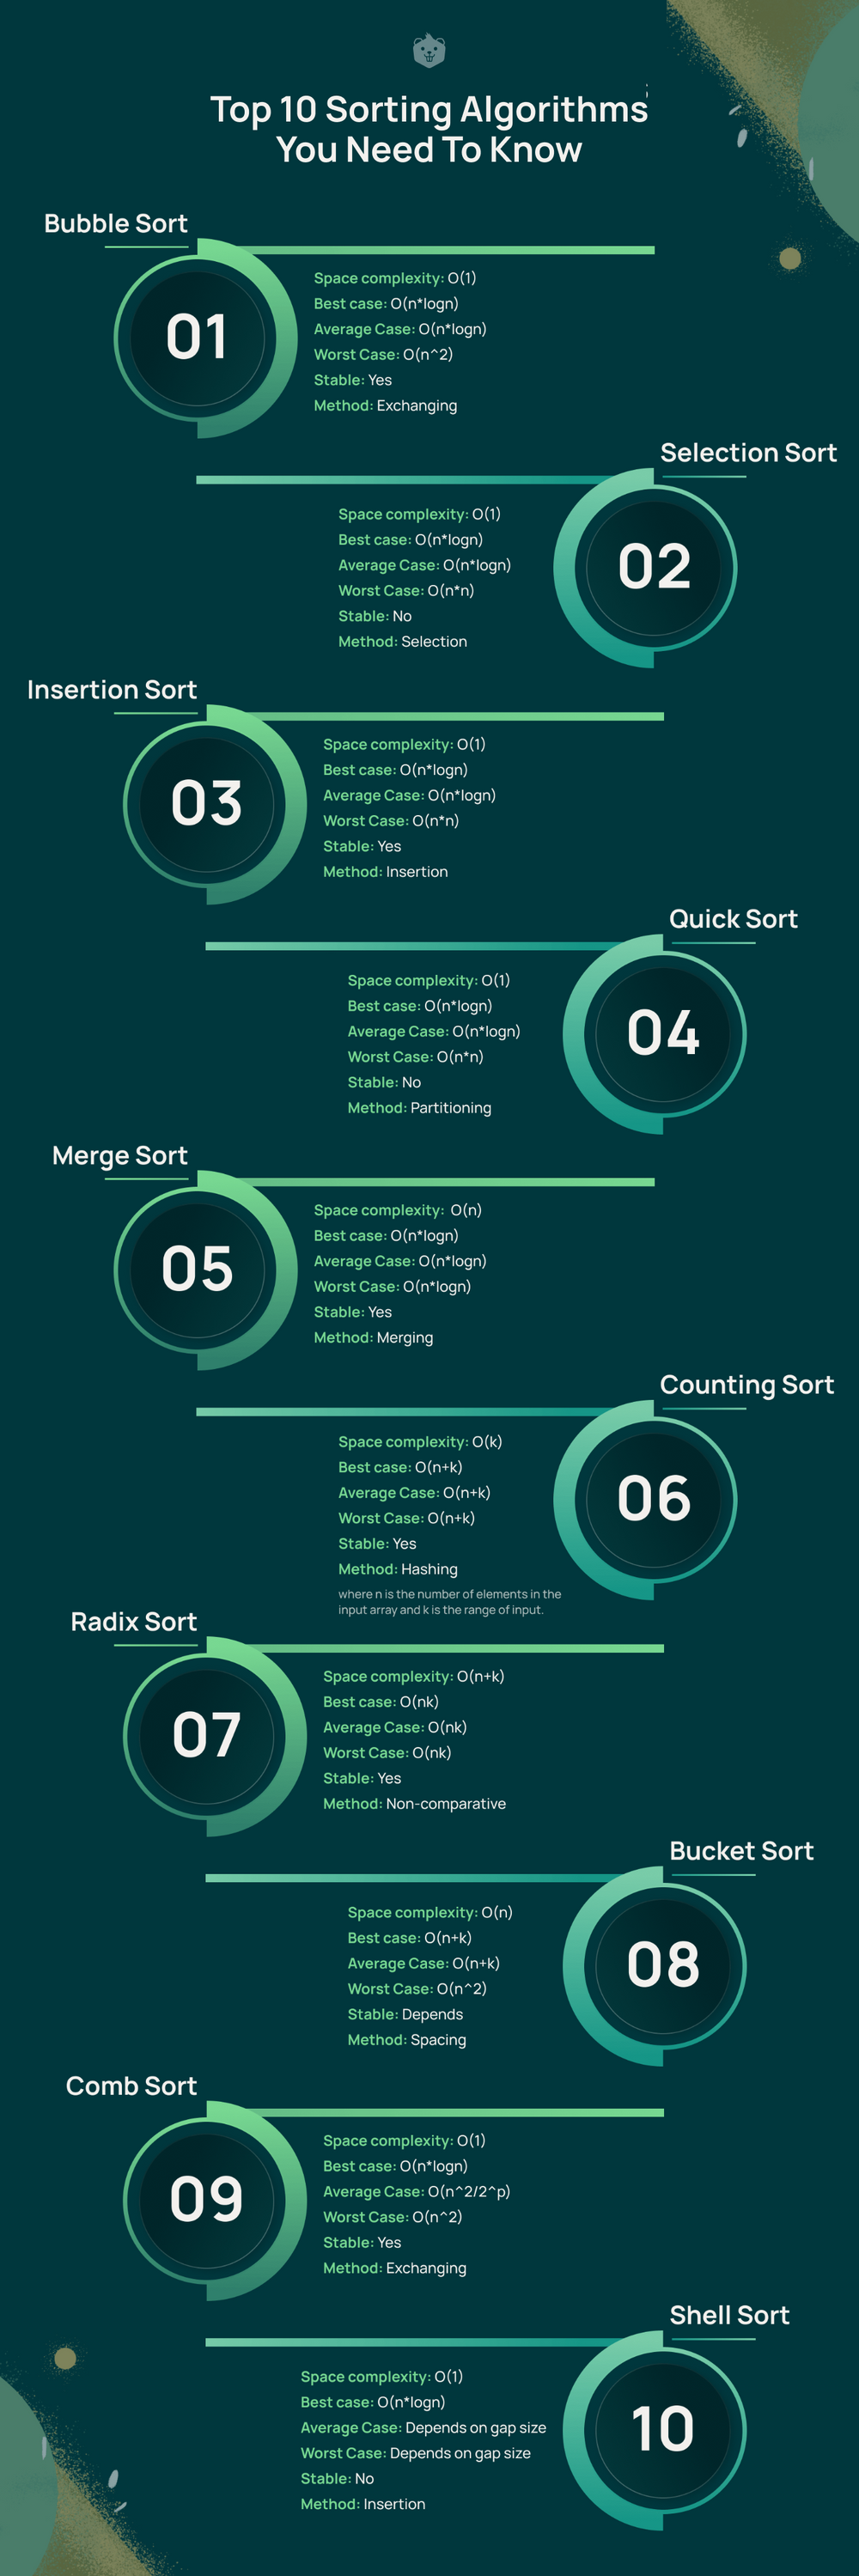 Top 10 Sorting Algorithms
You Need To Know
Bubble Sort
01
Space complexity: O(1)
Best case: O(n*logn)
Average Case: O(n*logn)
Worst Case: O(n^2)
Stable: Yes
Method: Exchanging
Selection Sort
02
Space complexity: O(1)
Best case: O(n*logn)
Average Case: O(n*logn)
Worst Case: O(n*n)
Stable: No
Method: Selection
Insertion Sort
03
Space complexity: O(1)
Best case: O(n*logn)
Average Case: O(n*logn)
Worst Case: O(n*n)
Stable: Yes
Method: Insertion
Quick Sort
04
Space complexity: O(1)
Best case: O(n*logn)
Average Case: O(n*logn)
Worst Case: O(n*n)
Stable: No
Method: Partitioning
Merge Sort
05
Space complexity: O(n)
Best case: O(n*logn)
Average Case: O(n*logn)
Worst Case: O(n*logn)
Stable: Yes
Method: Merging
Counting Sort
06
Space complexity: O(k)
Best case: O(n+k)
Average Case: O(n+k)
Worst Case: O(n+k)
Stable: Yes
Method: Hashing
where n is the number of elements in the
input array and k is the range of input.
Radix Sort
07
Space complexity: O(n+k)
Best case: O(nk)
Average Case: O(nk)
Worst Case: O(nk)
Stable: Yes
Method: Non-comparative
Bucket Sort
08
Space complexity: O(n)
Best case: O(n+k)
Average Case: O(n+k)
Worst Case: O(n^2)
Stable: Depends
Method: Spacing
Comb Sort
09
Space complexity: O(1)
Best case: O(n*logn)
Average Case: O(n^2/2^p)
Worst Case: O(n^2)
Stable: Yes
Method: Exchanging
Shell Sort
10
Space complexity: O(1)
Best case: O(n*logn)
Average Case: Depends on gap size
Worst Case: Depends on gap size
Stable: No
Method: Insertion